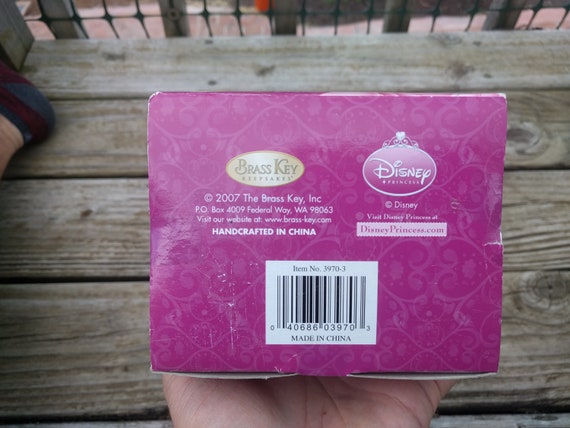 BRASS KEY
KEEPSAKES
© 2007 The Brass Key, Inc
P.O. Box 4009 Federal Way, WA 98063
Visit our website at: www.brass-key.com
HANDCRAFTED IN CHINA
Disney
PRINCESS
© Disney
Visit Disney Princess at
DisneyPrincess.com
Item No. 3970-3
0 40686 03970 3
MADE IN CHINA